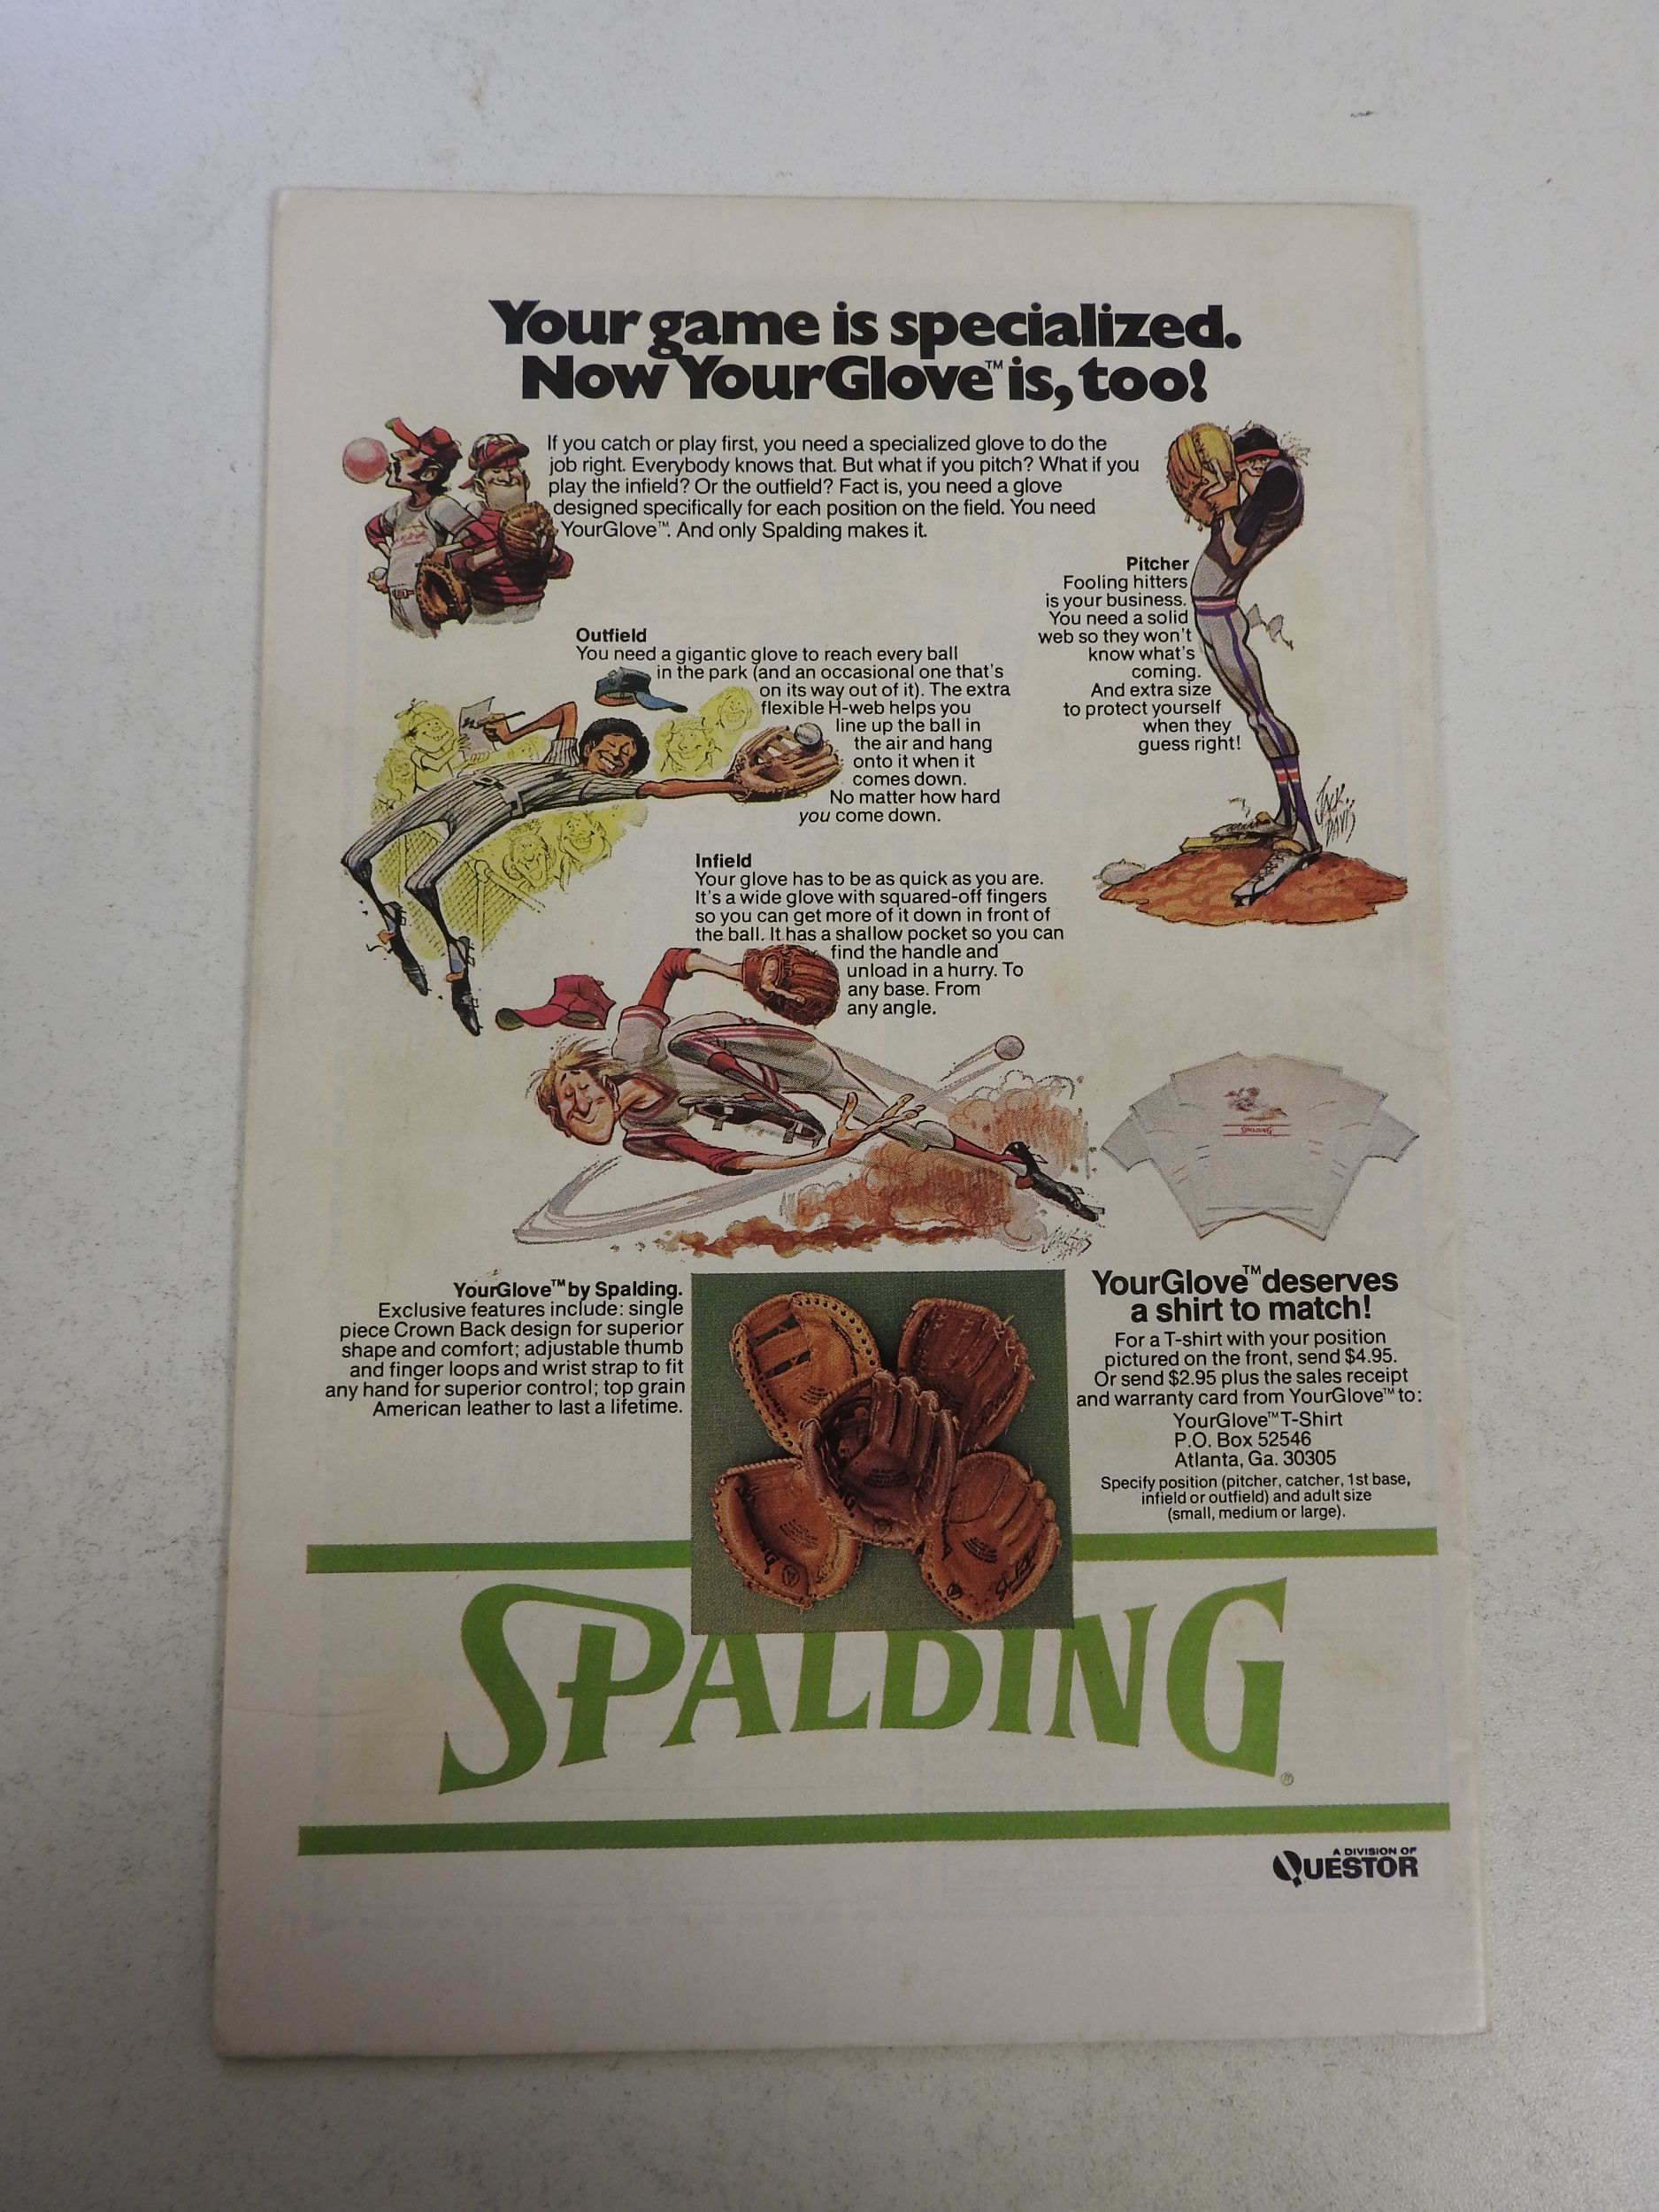 Your game is specialized.
Now YourGlove™ is, too!
If you catch or play first, you need a specialized glove to do the
job right. Everybody knows that. But what if you pitch? What if you
play the infield? Or the outfield? Fact is, you need a glove
designed specifically for each position on the field. You need
YourGlove™. And only Spalding makes it.
Pitcher
Fooling hitters
is your business.
You need a solid
web so they won't
know what's
coming.
And extra size
to protect yourself
when they
guess right!
JACK
DAVIS
Outfield
You need a gigantic glove to reach every ball
in the park (and an occasional one that's
on its way out of it). The extra
flexible H-web helps you
line up the ball in
the air and hang
onto it when it
comes down.
No matter how hard
you come down.
Infield
Your glove has to be as quick as you are.
It's a wide glove with squared-off fingers
so you can get more of it down in front of
the ball. It has a shallow pocket so you can
find the handle and
unload in a hurry. To
any base. From
any angle.
SPALDING
YourGlove™ by Spalding.
Exclusive features include: single
piece Crown Back design for superior
shape and comfort; adjustable thumb
and finger loops and wrist strap to fit
any hand for superior control; top grain
American leather to last a lifetime.
YourGlove™ deserves
a shirt to match!
For a T-shirt with your position
pictured on the front, send $4.95.
Or send $2.95 plus the sales receipt
and warranty card from YourGlove™ to:
YourGlove™ T-Shirt
P.O. Box 52546
Atlanta, Ga. 30305
Specify position (pitcher, catcher, 1st base,
infield or outfield) and adult size
(small, medium or large).
SPALDING®
A DIVISION OF
QUESTOR